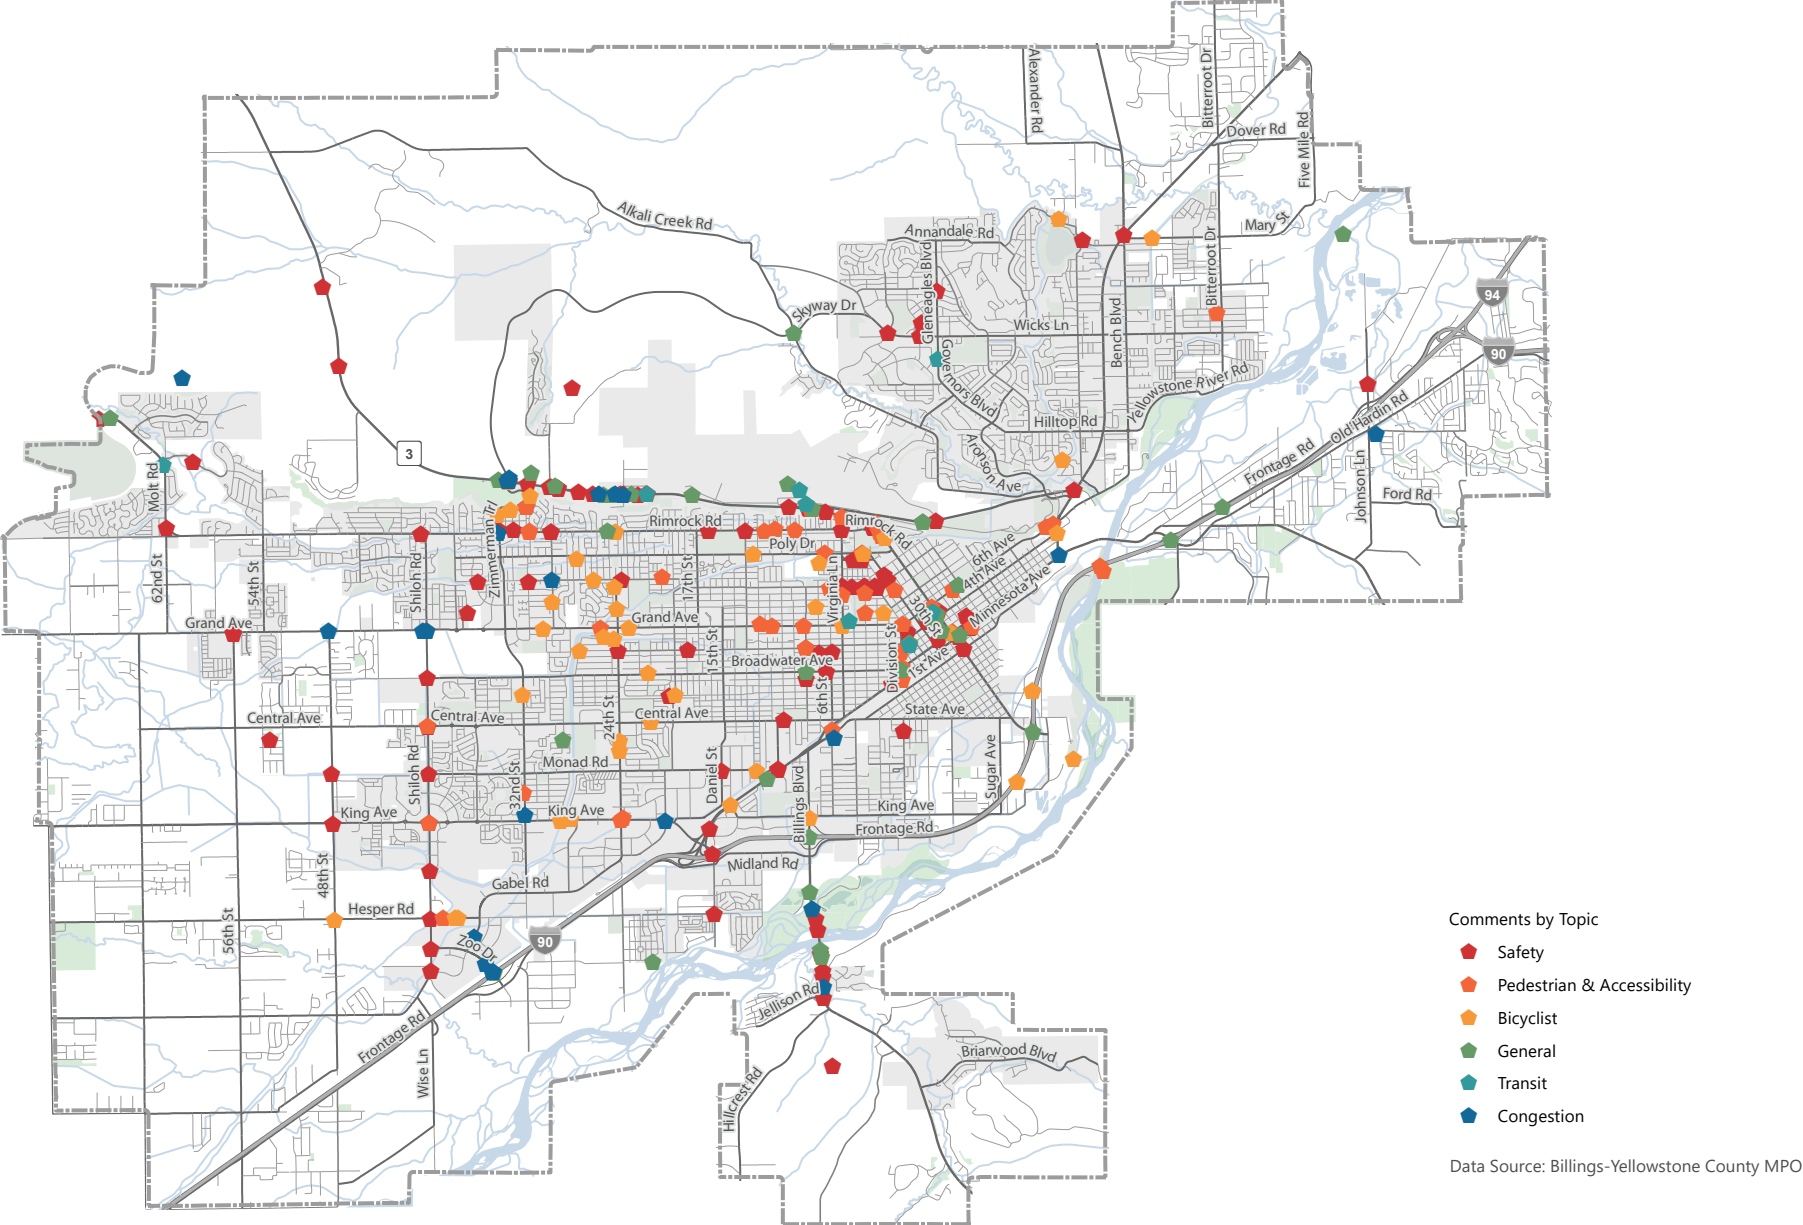 Alexander Rd
Bitterroot Dr
Dover Rd
Five Mile Rd
Alkali Creek Rd
Annandale Rd
Mary St
Gleneagles Blvd
Bitterroot Dr
94
Skyway Dr
Wicks Ln
Bench Blvd
90
Governors Blvd
Yellowstone River Rd
Hilltop Rd
Old Hardin Rd
3
Aronson Ave
Frontage Rd
Molt Rd
Johnson Ln
Ford Rd
Zimmerman Trl
Rimrock Rd
Rimrock Rd
Poly Dr
6th Ave
4th Ave
Minnesota Ave
62nd St
54th St
Shiloh Rd
17th St
Virginia Ln
30th St
Grand Ave
Grand Ave
15th St
Broadwater Ave
Division St
1st Ave
6th St
Central Ave
Central Ave
24th St
Central Ave
State Ave
Shiloh Rd
Monad Rd
Daniel St
Sugar Ave
32nd St
Billings Blvd
King Ave
King Ave
King Ave
Frontage Rd
48th St
Midland Rd
Gabel Rd
Hesper Rd
56th St
Zoo Dr
90
Jellison Rd
Frontage Rd
Wise Ln
Briarwood Blvd
Hillcrest Rd
Comments by Topic
Safety
Pedestrian & Accessibility
Bicyclist
General
Transit
Congestion
Data Source: Billings-Yellowstone County MPO